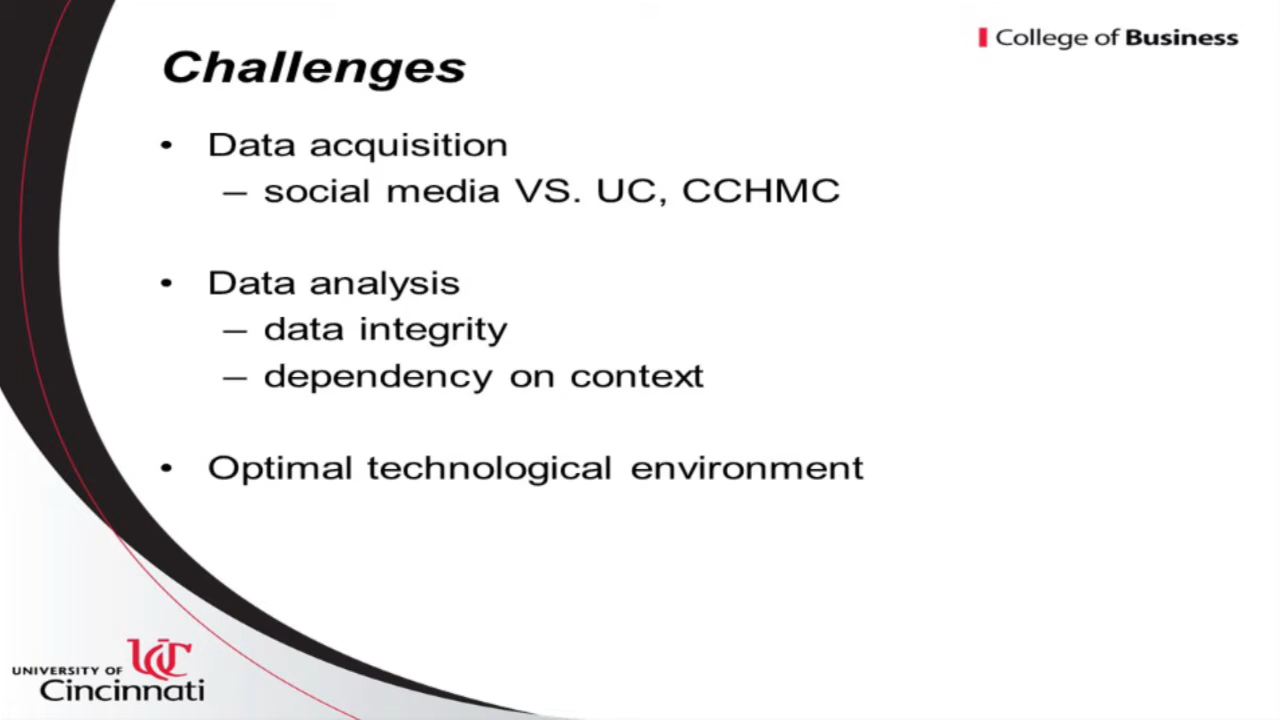 College of Business
Challenges
• Data acquisition
– social media VS. UC, CCHMC
• Data analysis
– data integrity
– dependency on context
• Optimal technological environment
UC
UNIVERSITY OF
Cincinnati